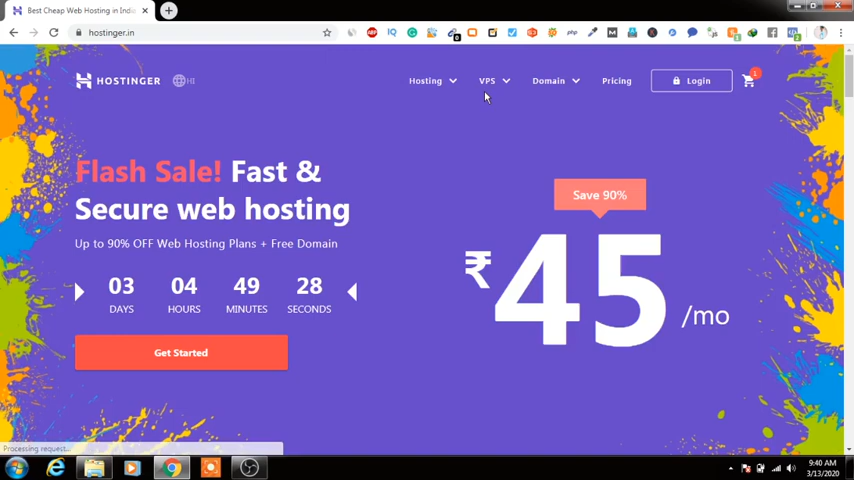 Best Cheap Web Hosting in India
hostinger.in
HOSTINGER
HI
Hosting
VPS
Domain
Pricing
Login
1
Flash Sale! Fast &
Secure web hosting
Up to 90% OFF Web Hosting Plans + Free Domain
03 04 49 28
DAYS HOURS MINUTES SECONDS
Get Started
Save 90%
₹45 /mo
Processing request...
9:40 AM
3/13/2020